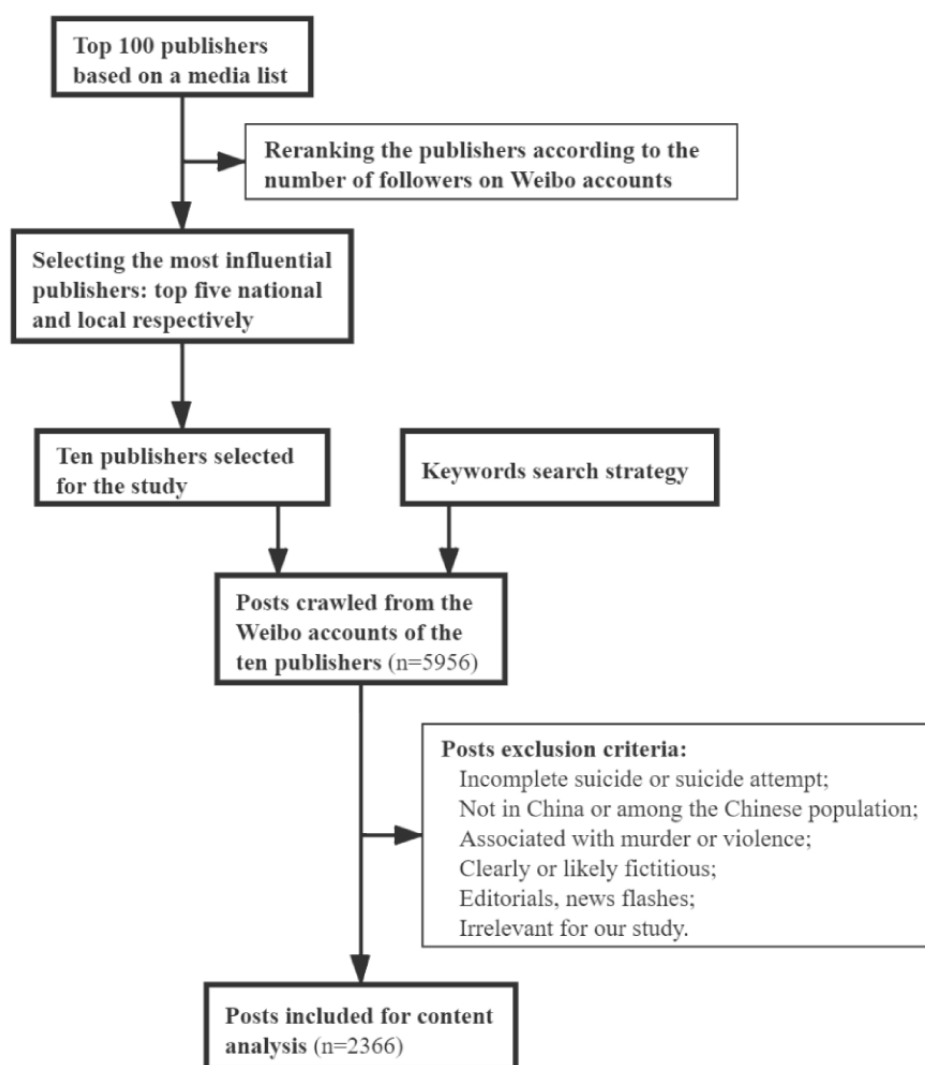 Top 100 publishers
based on a media list
Reranking the publishers according to the
number of followers on Weibo accounts
Selecting the most influential
publishers: top five national
and local respectively
Ten publishers selected
for the study
Keywords search strategy
Posts crawled from the
Weibo accounts of the
ten publishers (n=5956)
Posts exclusion criteria:
Incomplete suicide or suicide attempt;
Not in China or among the Chinese population;
Associated with murder or violence;
Clearly or likely fictitious;
Editorials, news flashes;
Irrelevant for our study.
Posts included for content
analysis (n=2366)